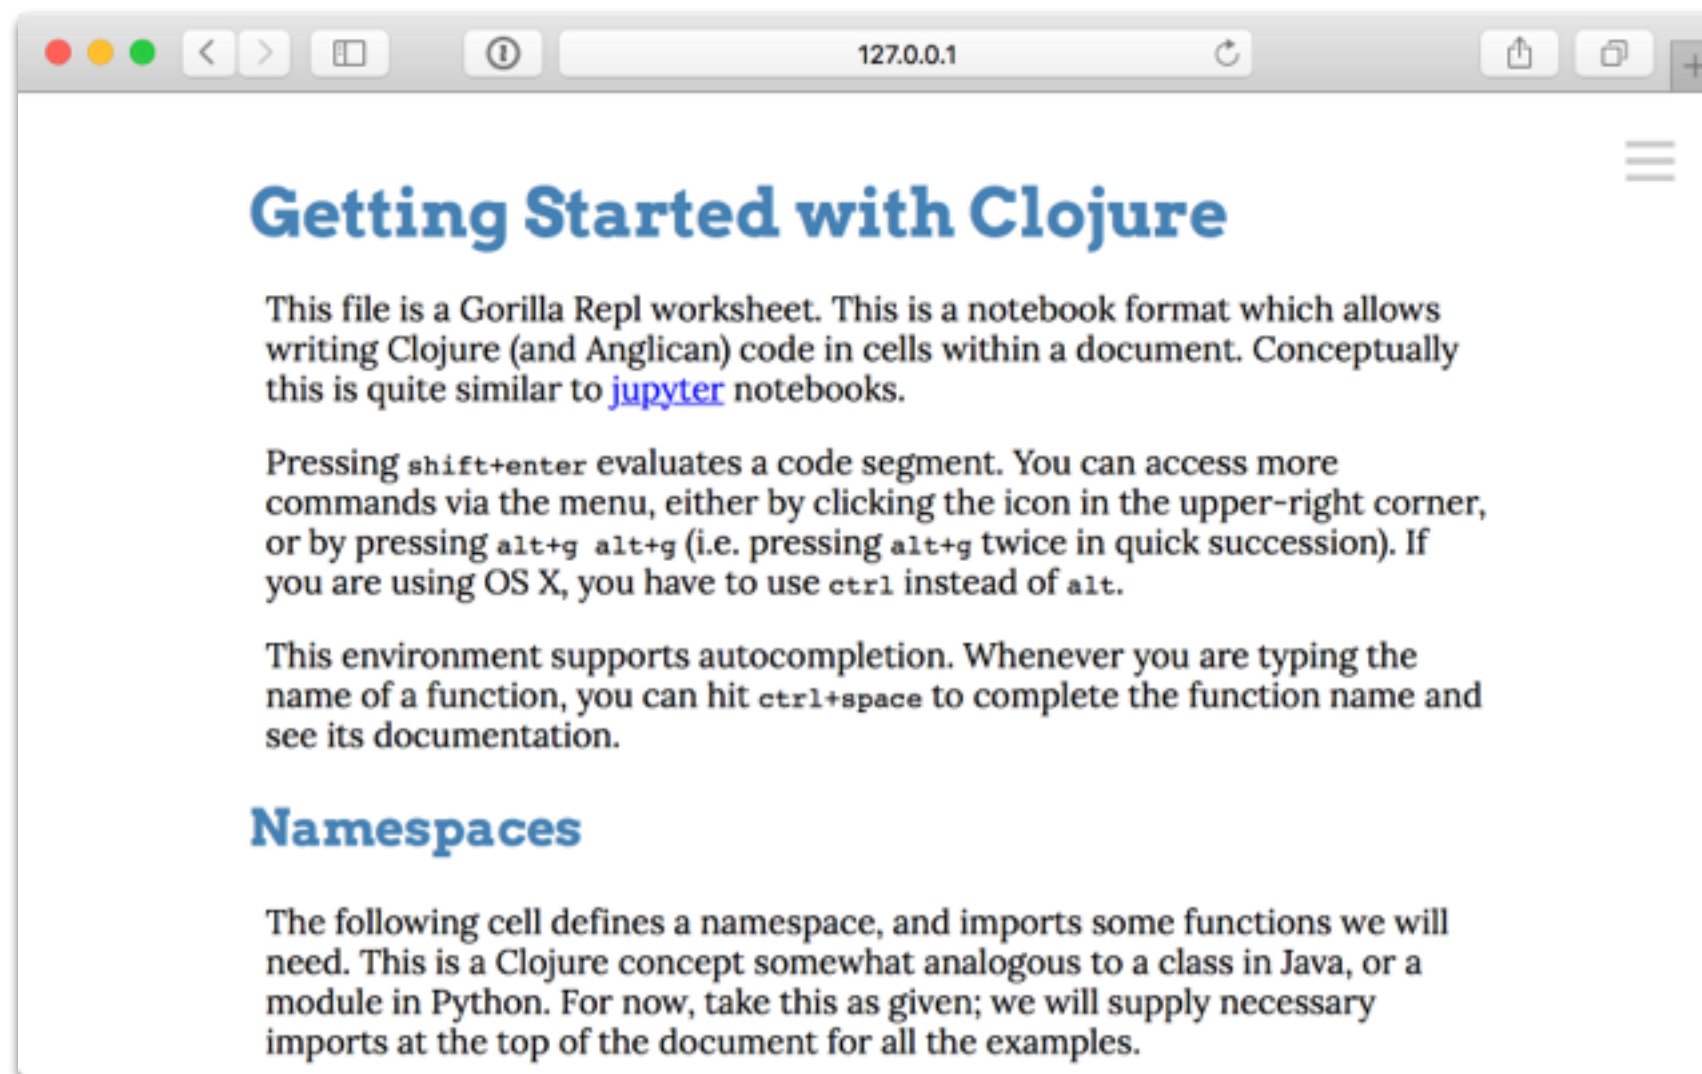 127.0.0.1
Getting Started with Clojure
This file is a Gorilla Repl worksheet. This is a notebook format which allows
writing Clojure (and Anglican) code in cells within a document. Conceptually
this is quite similar to jupyter notebooks.
Pressing shift+enter evaluates a code segment. You can access more
commands via the menu, either by clicking the icon in the upper-right corner,
or by pressing alt+g alt+g (i.e. pressing alt+g twice in quick succession). If
you are using OS X, you have to use ctrl instead of alt.
This environment supports autocompletion. Whenever you are typing the
name of a function, you can hit ctrl+space to complete the function name and
see its documentation.
Namespaces
The following cell defines a namespace, and imports some functions we will
need. This is a Clojure concept somewhat analogous to a class in Java, or a
module in Python. For now, take this as given; we will supply necessary
imports at the top of the document for all the examples.